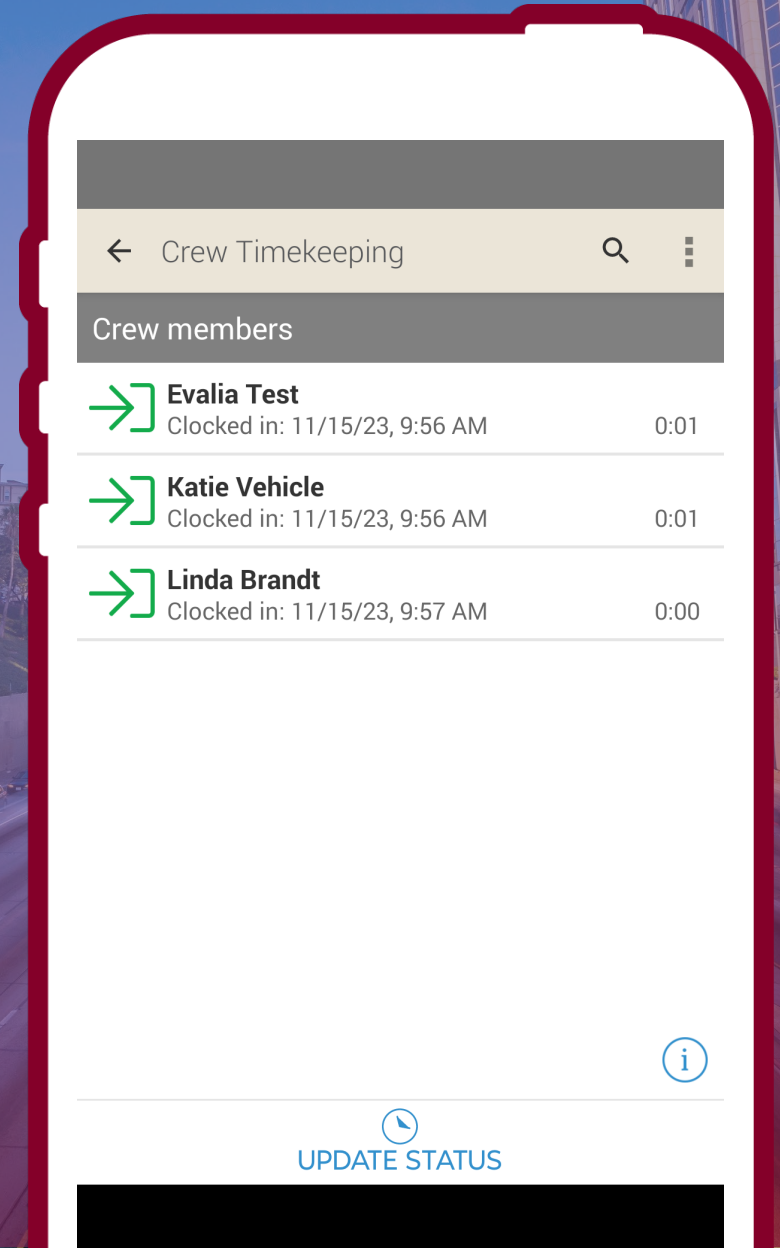 Crew Timekeeping
Crew members
Evalia Test
Clocked in: 11/15/23, 9:56 AM 0:01
Katie Vehicle
Clocked in: 11/15/23, 9:56 AM 0:01
Linda Brandt
Clocked in: 11/15/23, 9:57 AM 0:00
i
UPDATE STATUS